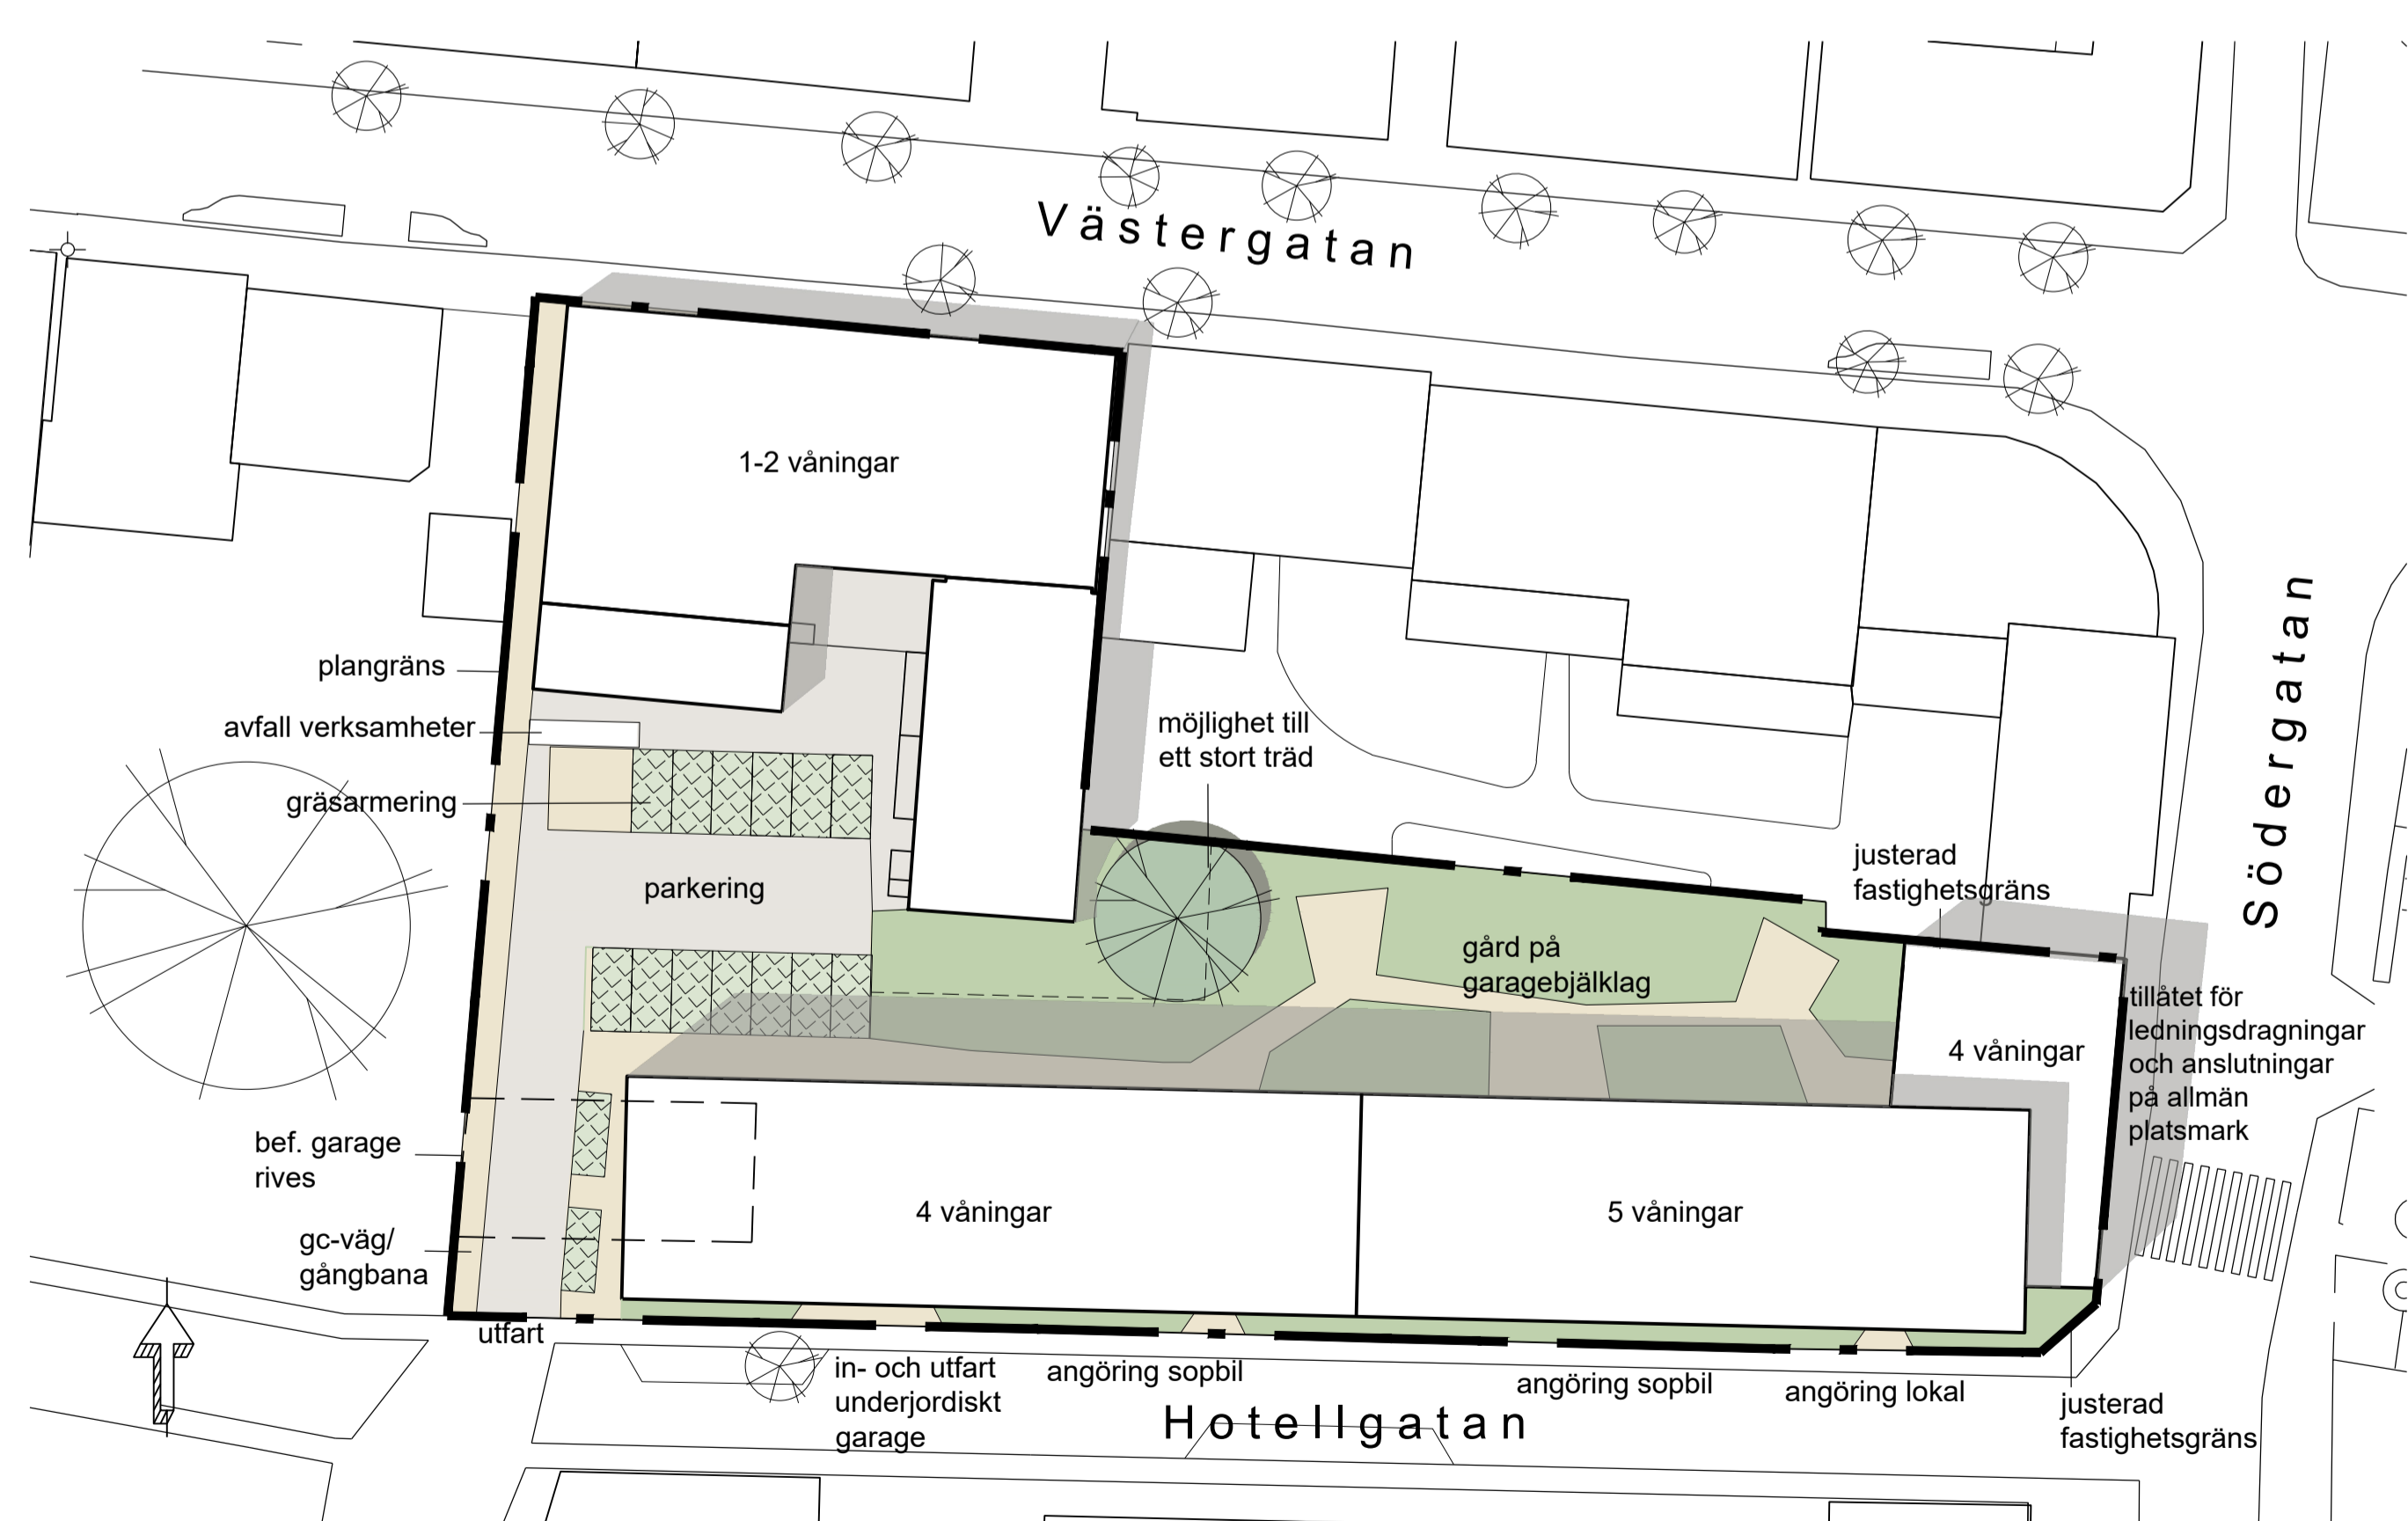 Västergatan
1-2 våningar
Södergatan
plangräns
avfall verksamheter
möjlighet till
ett stort träd
gräsarmering
parkering
justerad
fastighetsgräns
gård på
garagebjälklag
tillåtet för
ledningsdragningar
och anslutningar
på allmän
platsmark
4 våningar
bef. garage
rives
4 våningar
5 våningar
gc-väg/
gångbana
utfart
in- och utfart
underjordiskt
garage
angöring sopbil
angöring sopbil
angöring lokal
justerad
fastighetsgräns
Hotellgatan